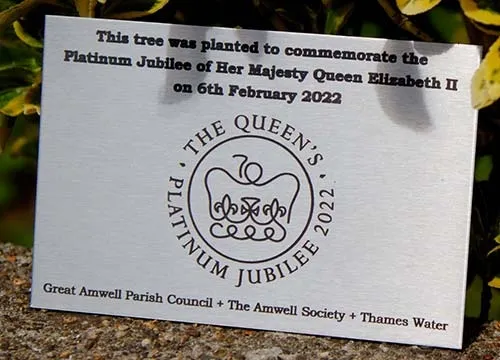 This tree was planted to commemorate the
Platinum Jubilee of Her Majesty Queen Elizabeth II
on 6th February 2022
· THE QUEEN'S ·
PLATINUM JUBILEE 2022
70
Great Amwell Parish Council + The Amwell Society + Thames Water